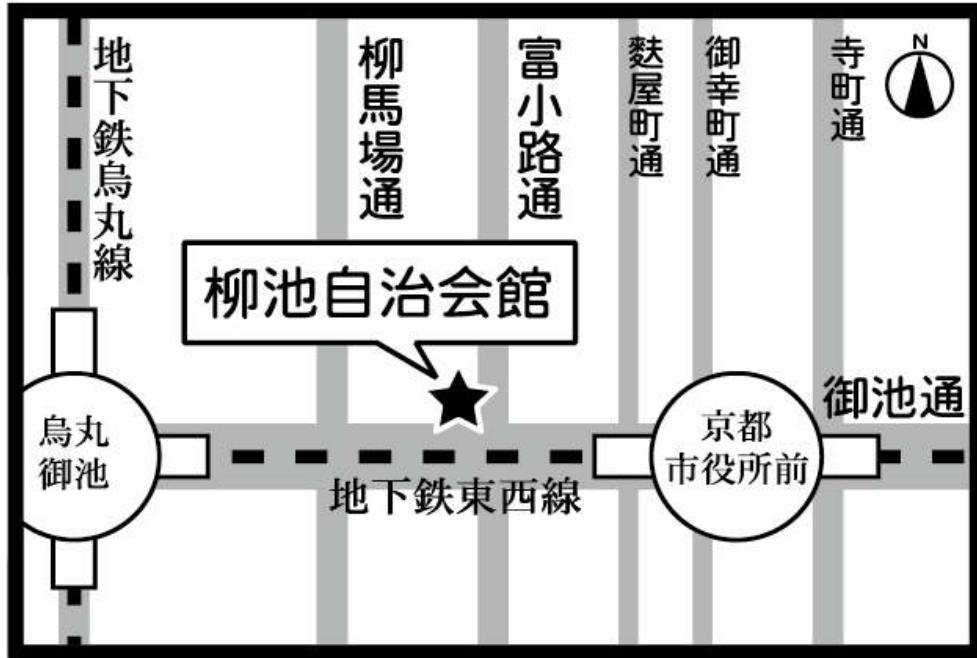 地下鉄烏丸線
柳馬場通
富小路通
麩屋町通
御幸町通
寺町通
N
柳池自治会館
烏丸
御池
京都
市役所前
御池通
地下鉄東西線